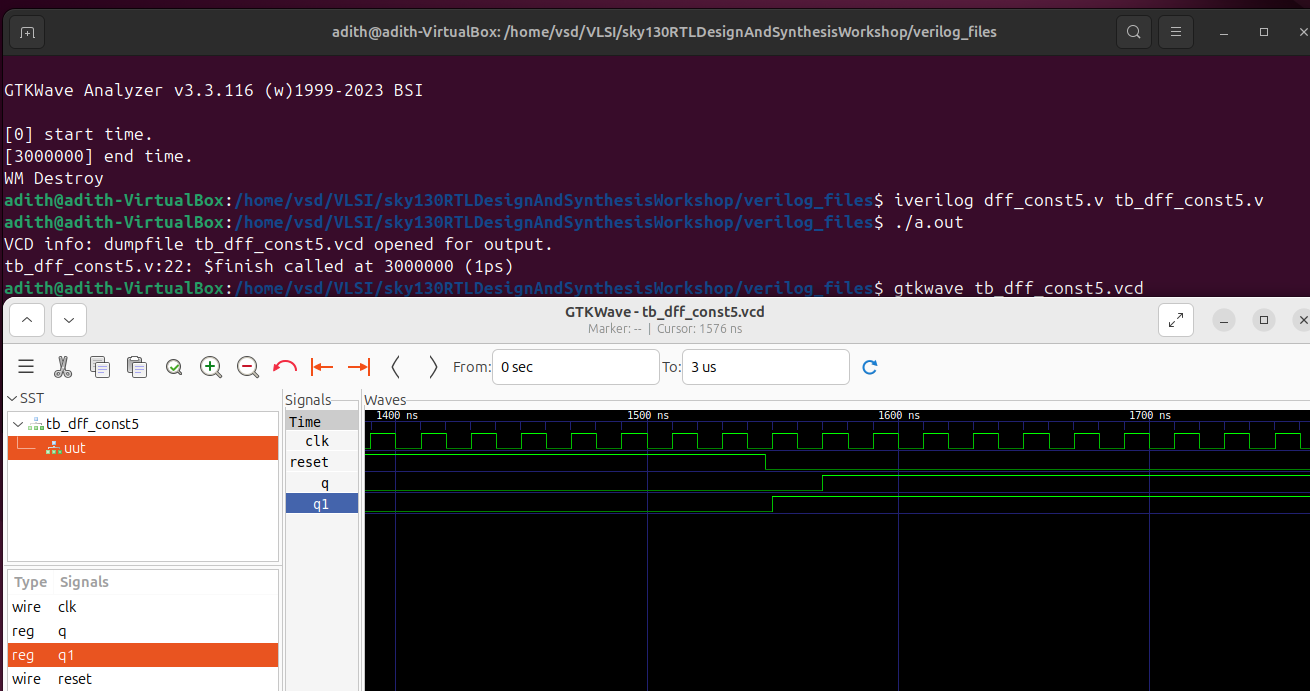 adith@adith-VirtualBox: /home/vsd/VLSI/sky130RTLDesignAndSynthesisWorkshop/verilog_files
GTKWave Analyzer v3.3.116 (w)1999-2023 BSI
[0] start time.
[3000000] end time.
WM Destroy
adith@adith-VirtualBox:/home/vsd/VLSI/sky130RTLDesignAndSynthesisWorkshop/verilog_files$ iverilog dff_const5.v tb_dff_const5.v
adith@adith-VirtualBox:/home/vsd/VLSI/sky130RTLDesignAndSynthesisWorkshop/verilog_files$ ./a.out
VCD info: dumpfile tb_dff_const5.vcd opened for output.
tb_dff_const5.v:22: $finish called at 3000000 (1ps)
adith@adith-VirtualBox:/home/vsd/VLSI/sky130RTLDesignAndSynthesisWorkshop/verilog_files$ gtkwave tb_dff_const5.vcd
GTKWave - tb_dff_const5.vcd
Marker: -- | Cursor: 1576 ns
From: 0 sec To: 3 us
SST
tb_dff_const5
uut
Type Signals
wire clk
reg q
reg q1
wire reset
Signals
Time
clk
reset
q
q1
Waves
1400 ns 1500 ns 1600 ns 1700 ns